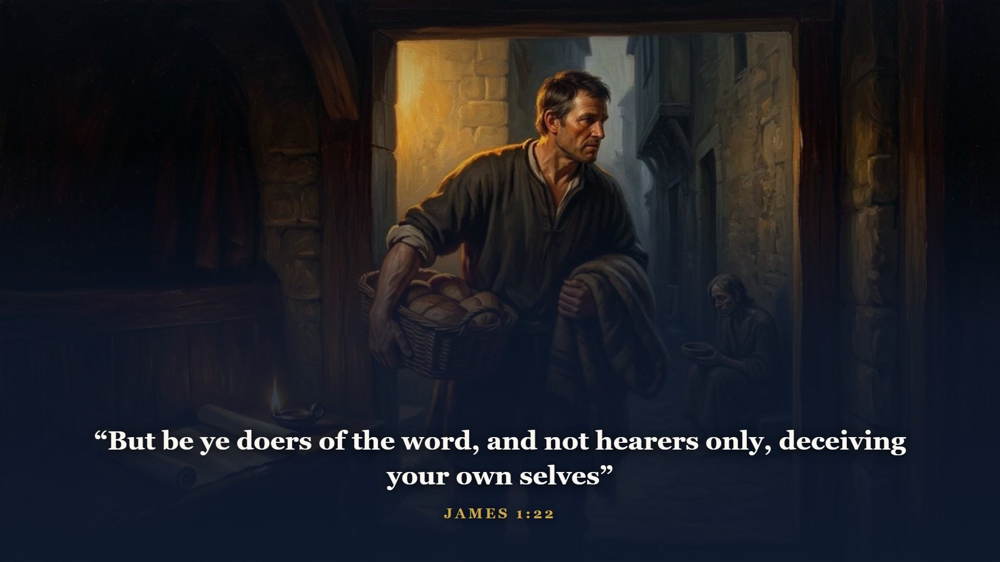 “But be ye doers of the word, and not hearers only, deceiving
your own selves”
JAMES 1:22